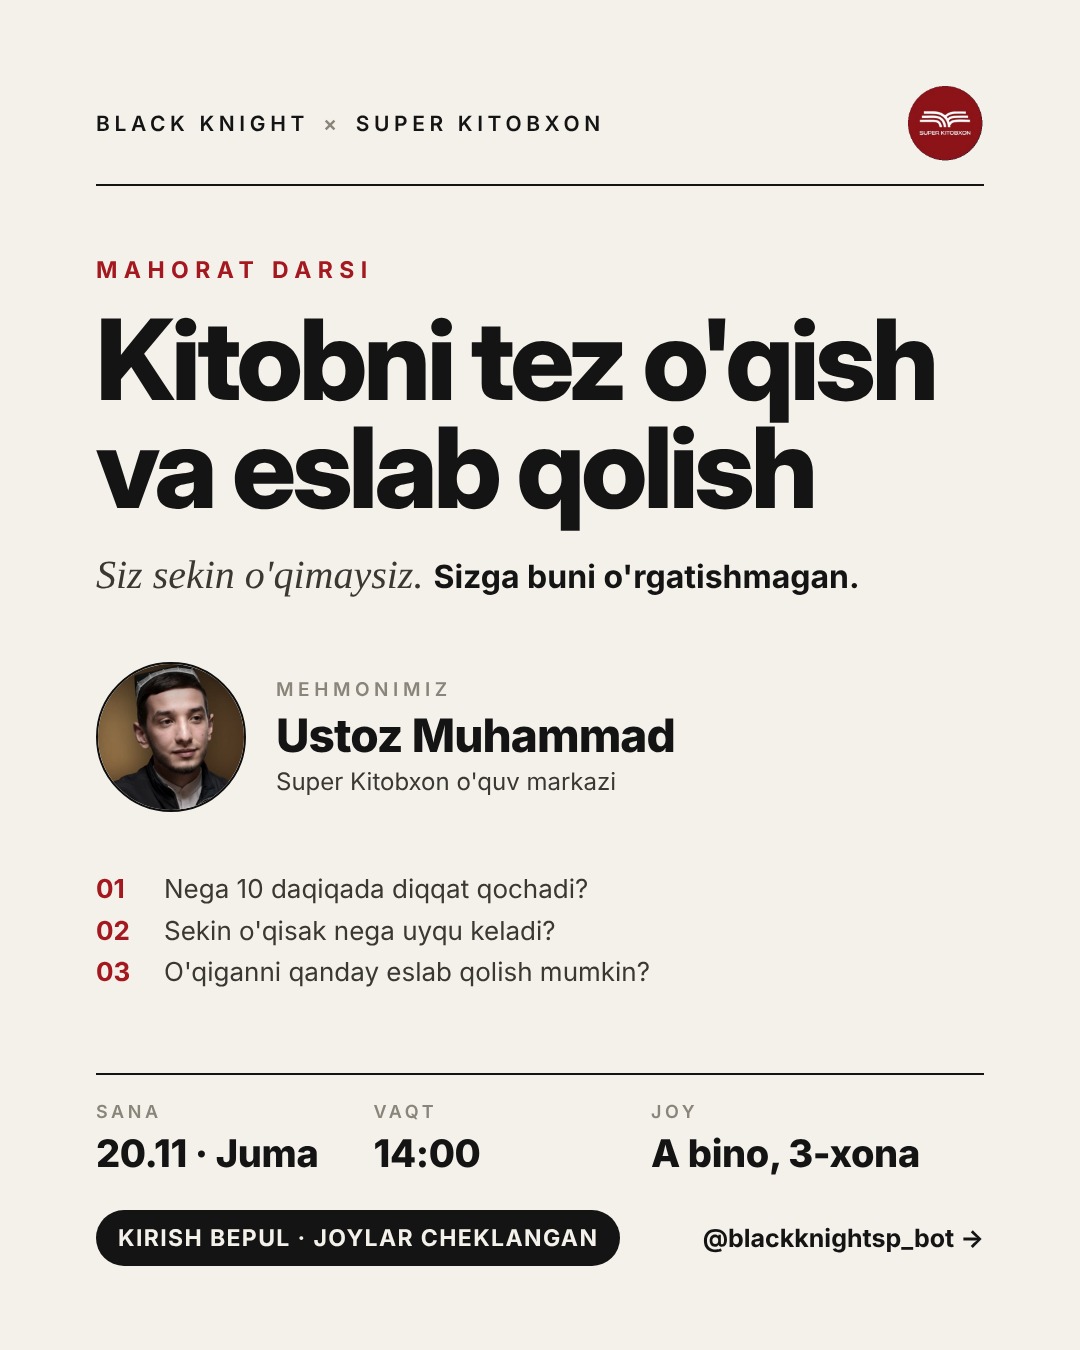 BLACK KNIGHT × SUPER KITOBXON
SUPER KITOBXON
MAHORAT DARSI
Kitobni tez o'qish
va eslab qolish
Siz sekin o'qimaysiz. Sizga buni o'rgatishmagan.
MEHMONIMIZ
Ustoz Muhammad
Super Kitobxon o'quv markazi
01 Nega 10 daqiqada diqqat qochadi?
02 Sekin o'qisak nega uyqu keladi?
03 O'qiganni qanday eslab qolish mumkin?
SANA VAQT JOY
20.11 · Juma 14:00 A bino, 3-xona
KIRISH BEPUL · JOYLAR CHEKLANGAN @blackknightsp_bot →